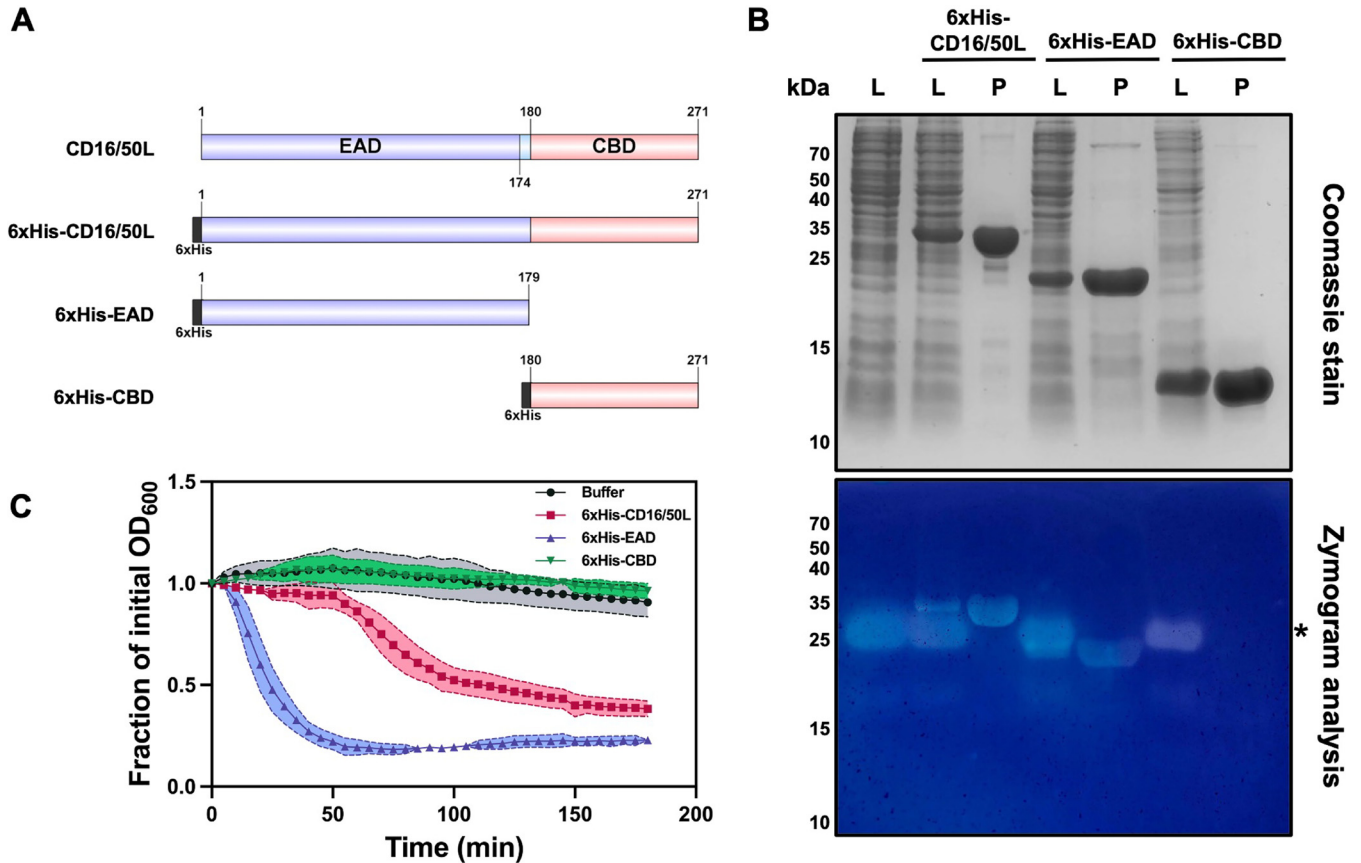 A
1 180 271
CD16/50L EAD CBD
174
1 271
6xHis-CD16/50L
6xHis
1 179
6xHis-EAD
6xHis
180 271
6xHis-CBD
6xHis
B
6xHis-
CD16/50L 6xHis-EAD 6xHis-CBD
kDa L L P L P L P
70
50
40
35
25
15
10
Coomassie stain
70
50
40
35
25 *
15
10
Zymogram analysis
C
Fraction of initial OD600
1.5
1.0
0.5
0.0
Buffer
6xHis-CD16/50L
6xHis-EAD
6xHis-CBD
0 50 100 150 200
Time (min)